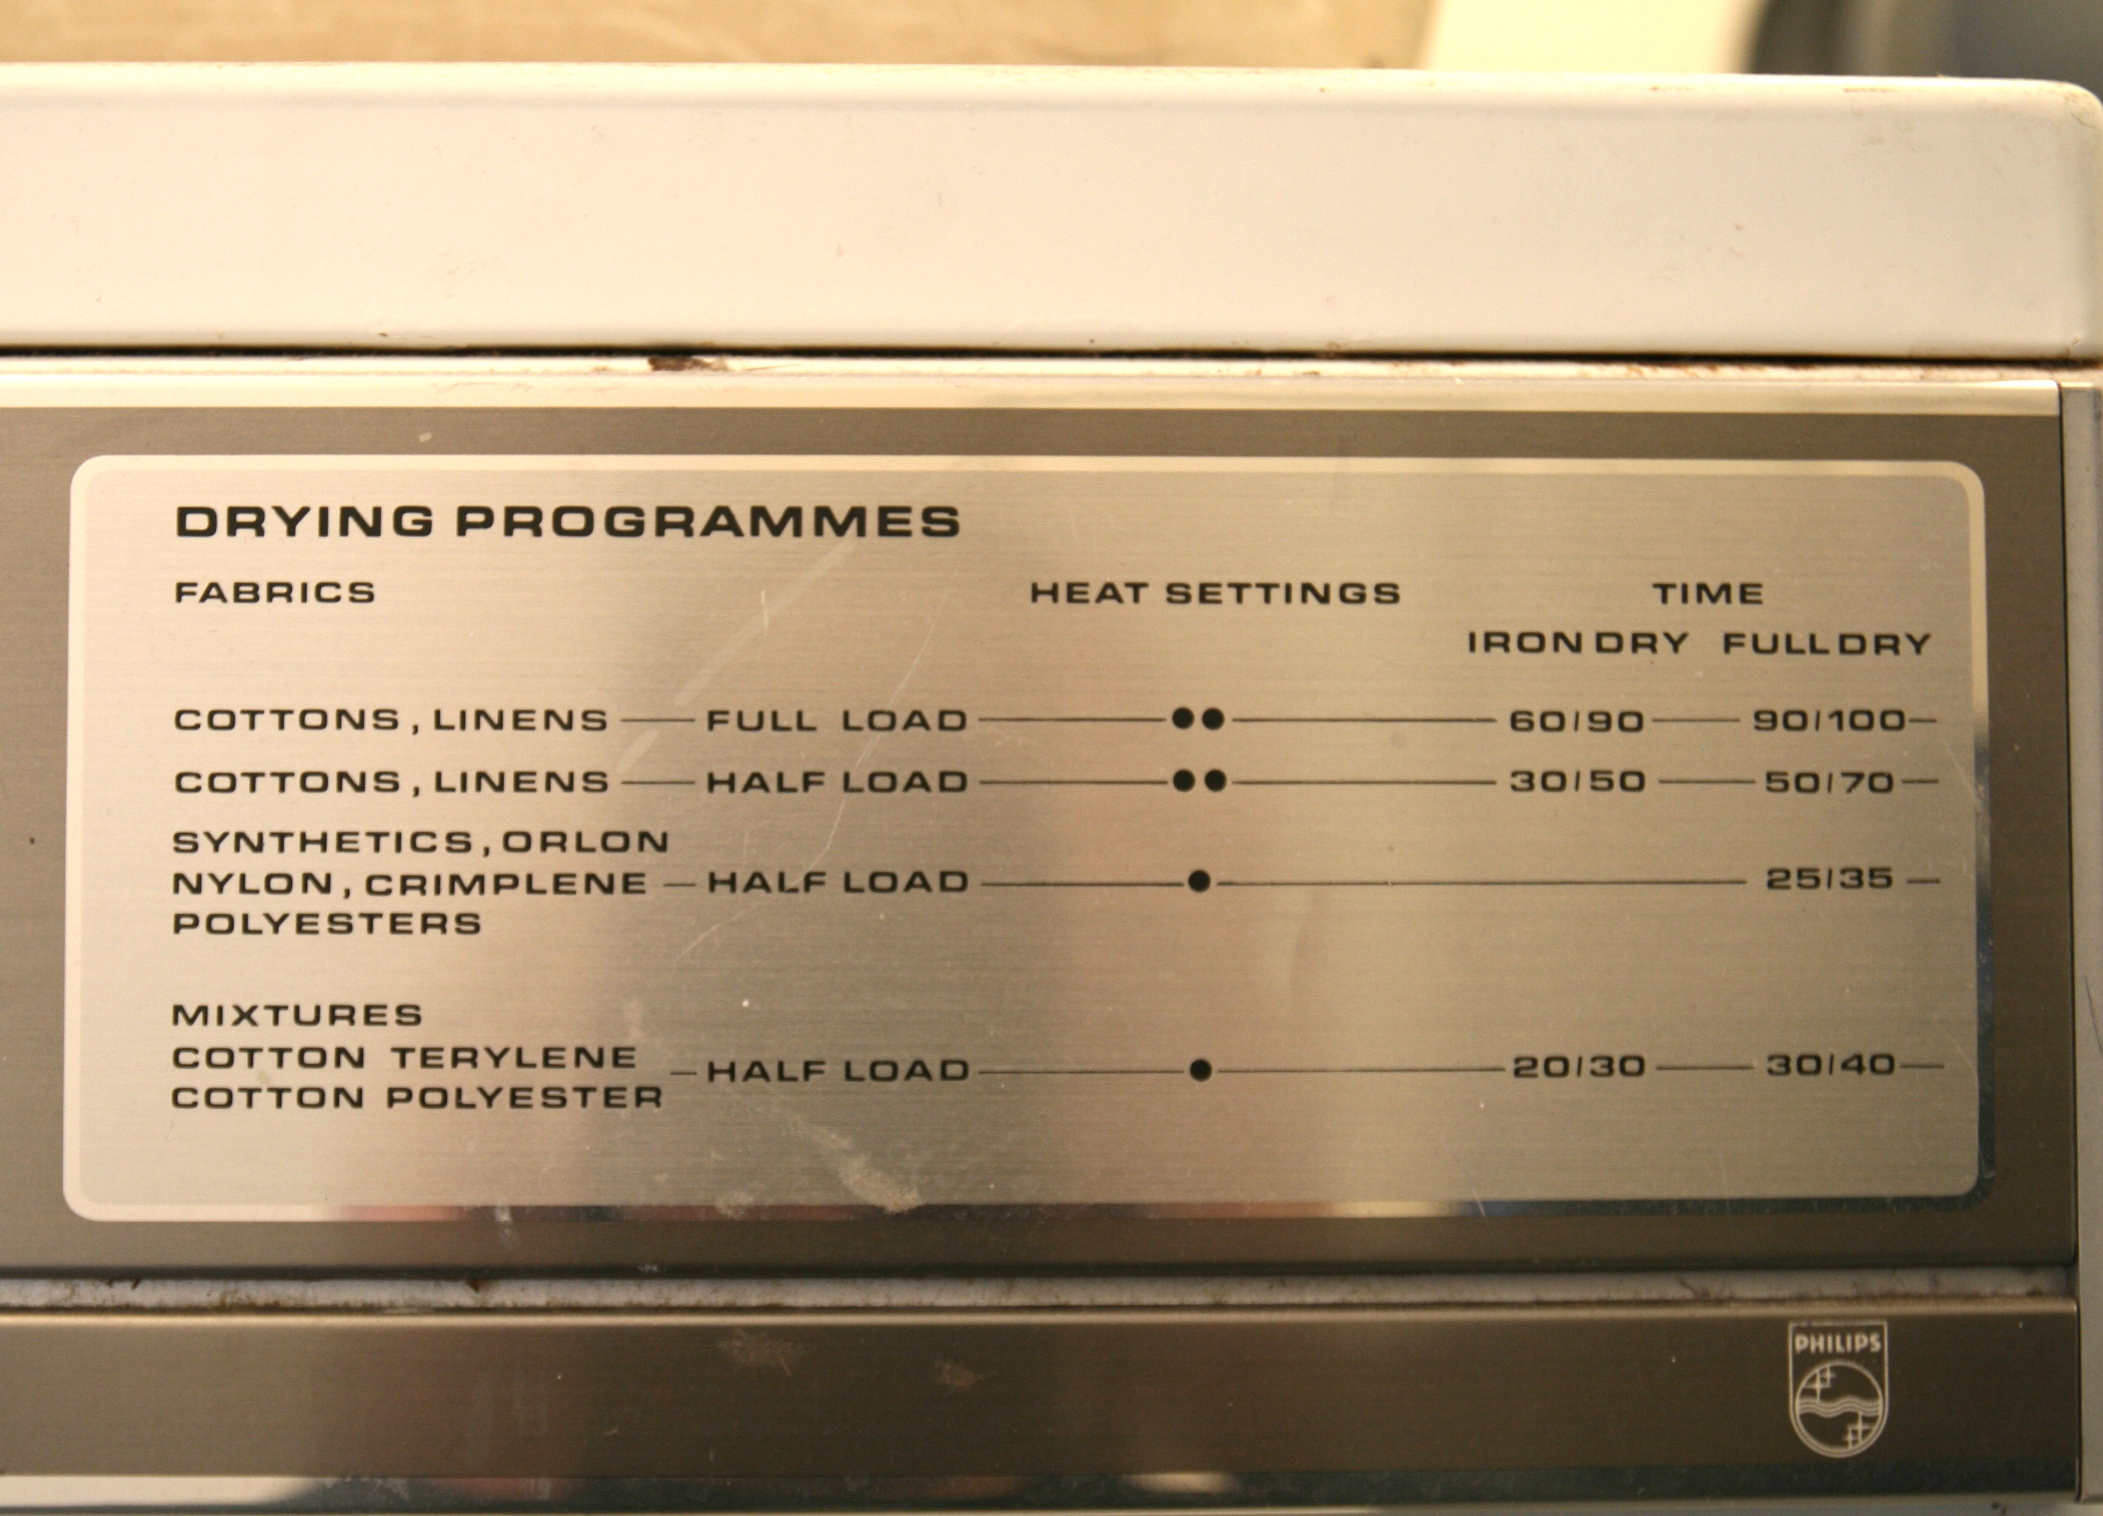 DRYING PROGRAMMES
FABRICS HEAT SETTINGS TIME
IRON DRY FULL DRY
COTTONS, LINENS — FULL LOAD — ●● — 60/90 — 90/100 —
COTTONS, LINENS — HALF LOAD — ●● — 30/50 — 50/70 —
SYNTHETICS, ORLON
NYLON, CRIMPLENE — HALF LOAD — ● — 25/35 —
POLYESTERS
MIXTURES
COTTON TERYLENE
— HALF LOAD — ● — 20/30 — 30/40 —
COTTON POLYESTER
PHILIPS